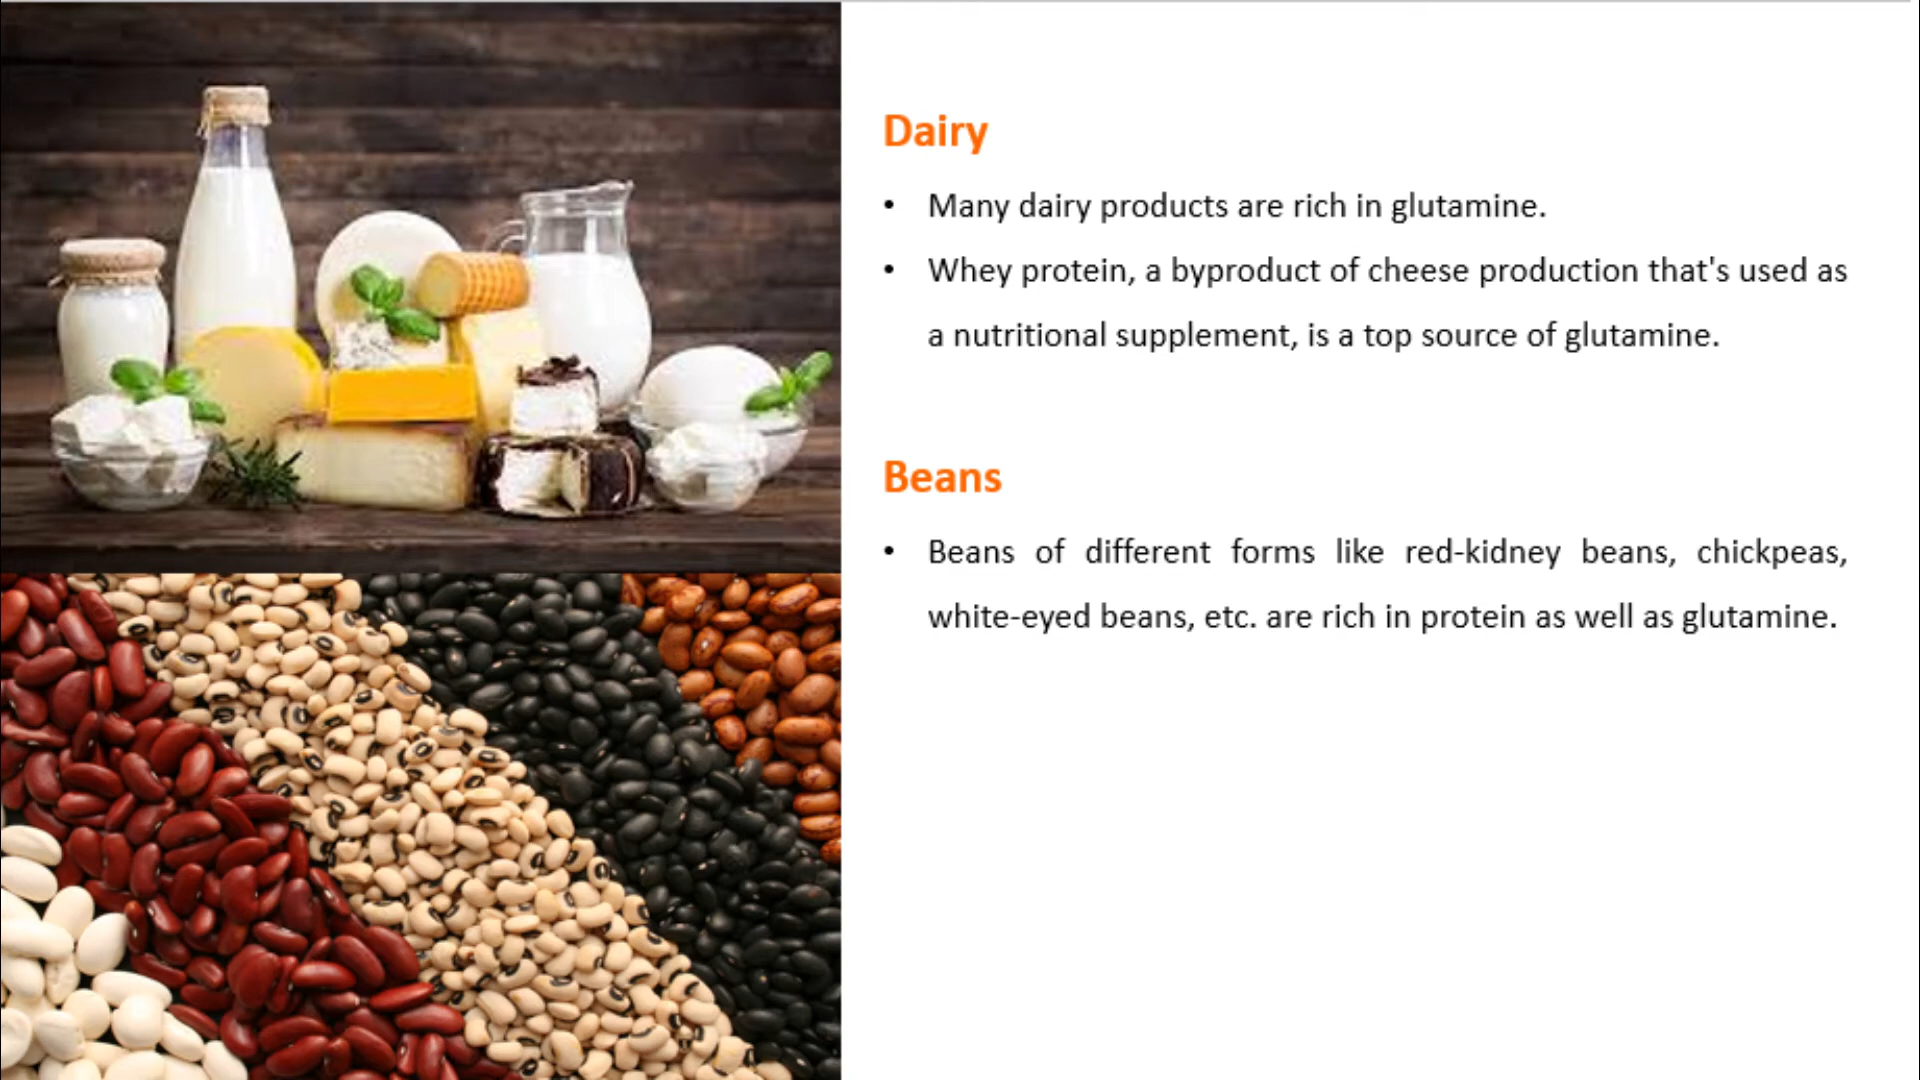 Dairy
• Many dairy products are rich in glutamine.
• Whey protein, a byproduct of cheese production that's used as
a nutritional supplement, is a top source of glutamine.
Beans
• Beans of different forms like red-kidney beans, chickpeas,
white-eyed beans, etc. are rich in protein as well as glutamine.